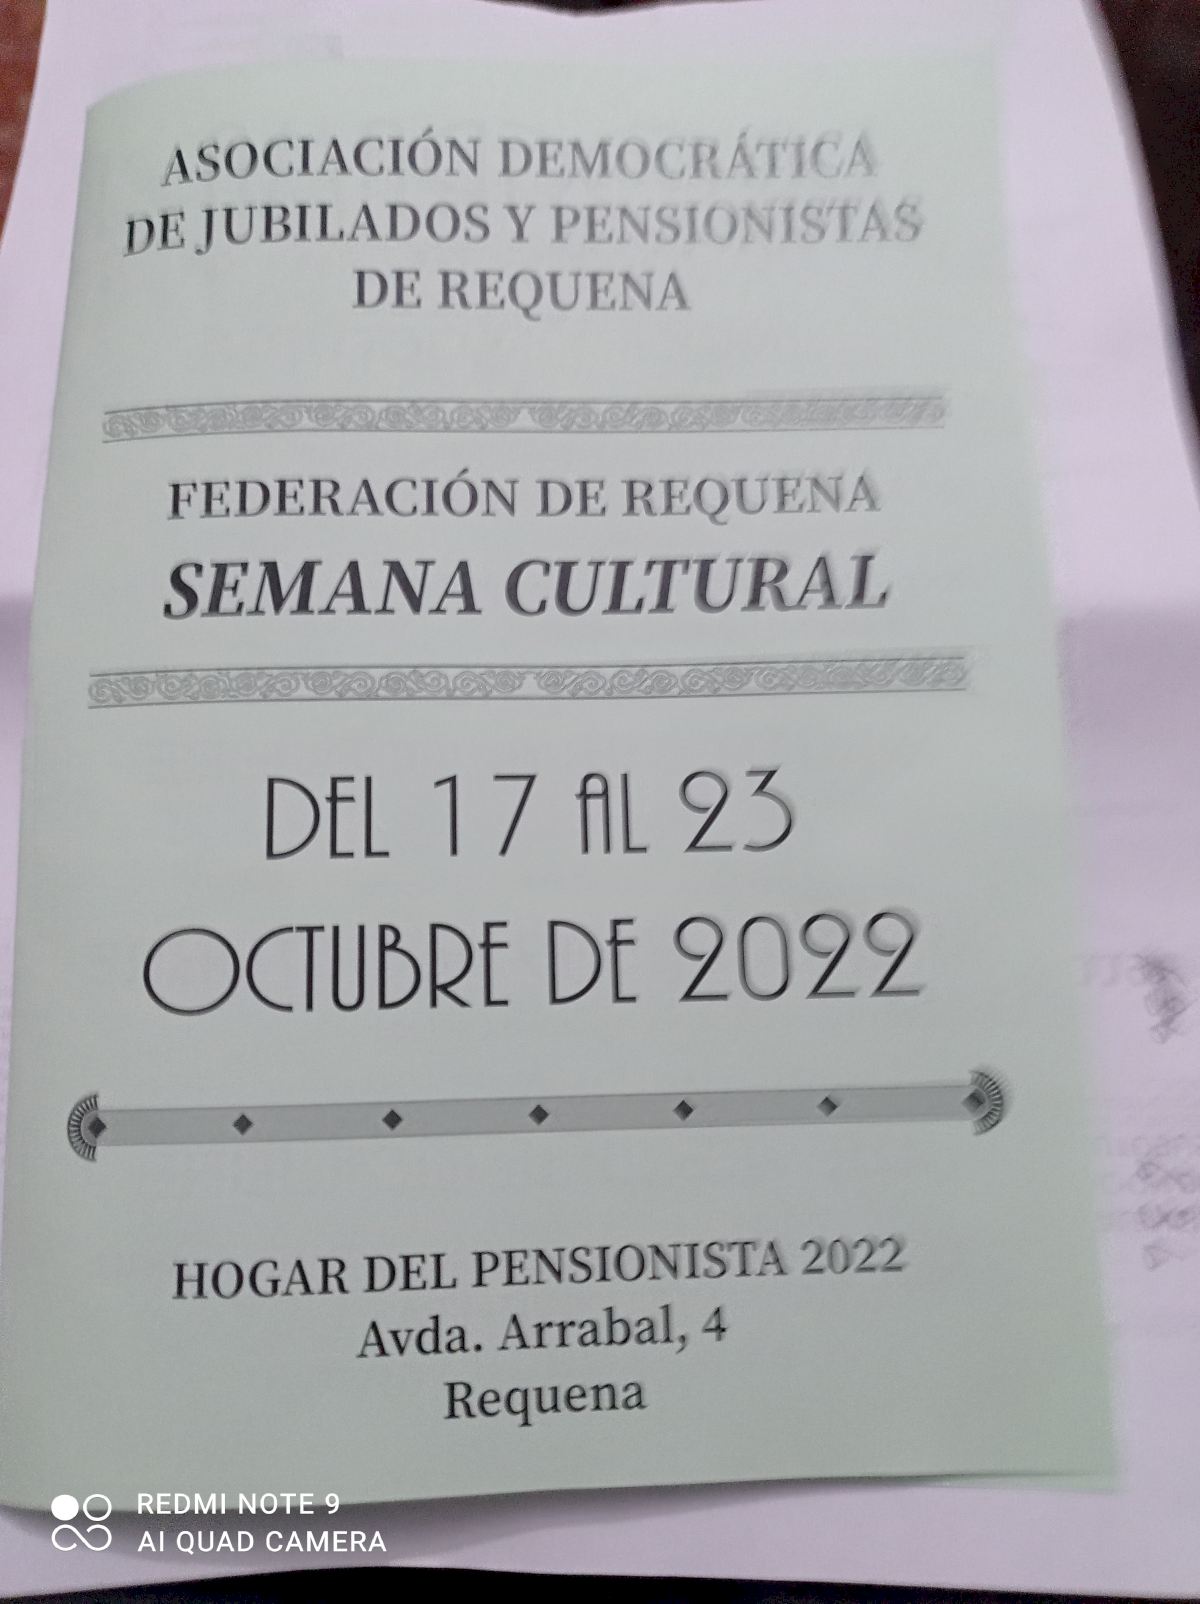 ASOCIACIÓN DEMOCRÁTICA
DE JUBILADOS Y PENSIONISTAS
DE REQUENA
FEDERACIÓN DE REQUENA
SEMANA CULTURAL
DEL 17 AL 23
OCTUBRE DE 2022
HOGAR DEL PENSIONISTA 2022
Avda. Arrabal, 4
Requena
REDMI NOTE 9
AI QUAD CAMERA